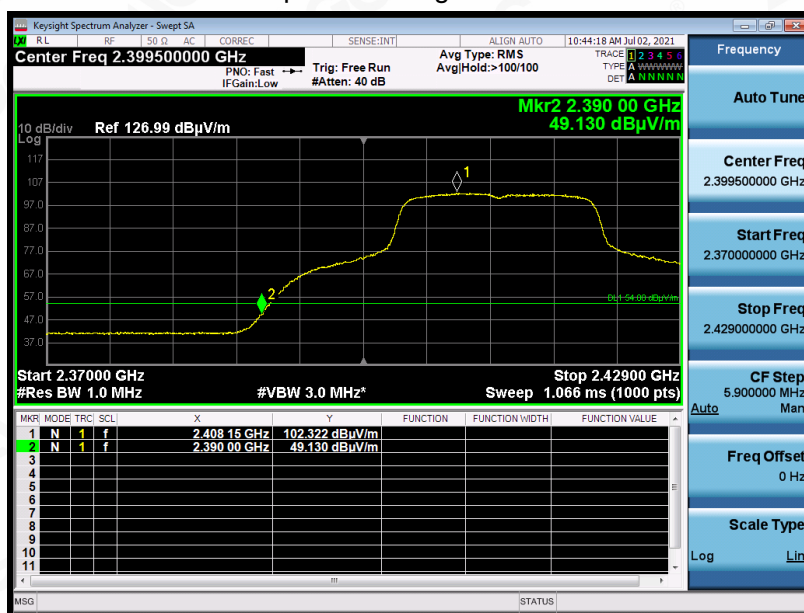 Keysight Spectrum Analyzer - Swept SA
LXI RL RF 50 Ω AC CORREC SENSE:INT ALIGN AUTO 10:44:18 AM Jul 02, 2021
Center Freq 2.399500000 GHz
PNO: Fast
IFGain:Low
Trig: Free Run
#Atten: 40 dB
Avg Type: RMS
Avg|Hold:>100/100
TRACE 1 2 3 4 5 6
TYPE A WWWWW
DET A N N N N N
Mkr2 2.390 00 GHz
49.130 dBµV/m
10 dB/div Ref 126.99 dBµV/m
Log
117
107
97.0
87.0
77.0
67.0
57.0
47.0
37.0
1
2
DL1 54.00 dBµV/m
Start 2.37000 GHz Stop 2.42900 GHz
#Res BW 1.0 MHz #VBW 3.0 MHz* Sweep 1.066 ms (1000 pts)
MKR MODE TRC SCL X Y FUNCTION FUNCTION WIDTH FUNCTION VALUE
1 N 1 f 2.408 15 GHz 102.322 dBµV/m
2 N 1 f 2.390 00 GHz 49.130 dBµV/m
3
4
5
6
7
8
9
10
11
MSG STATUS
Frequency
Auto Tune
Center Freq
2.399500000 GHz
Start Freq
2.370000000 GHz
Stop Freq
2.429000000 GHz
CF Step
5.900000 MHz
Auto Man
Freq Offset
0 Hz
Scale Type
Log Lin